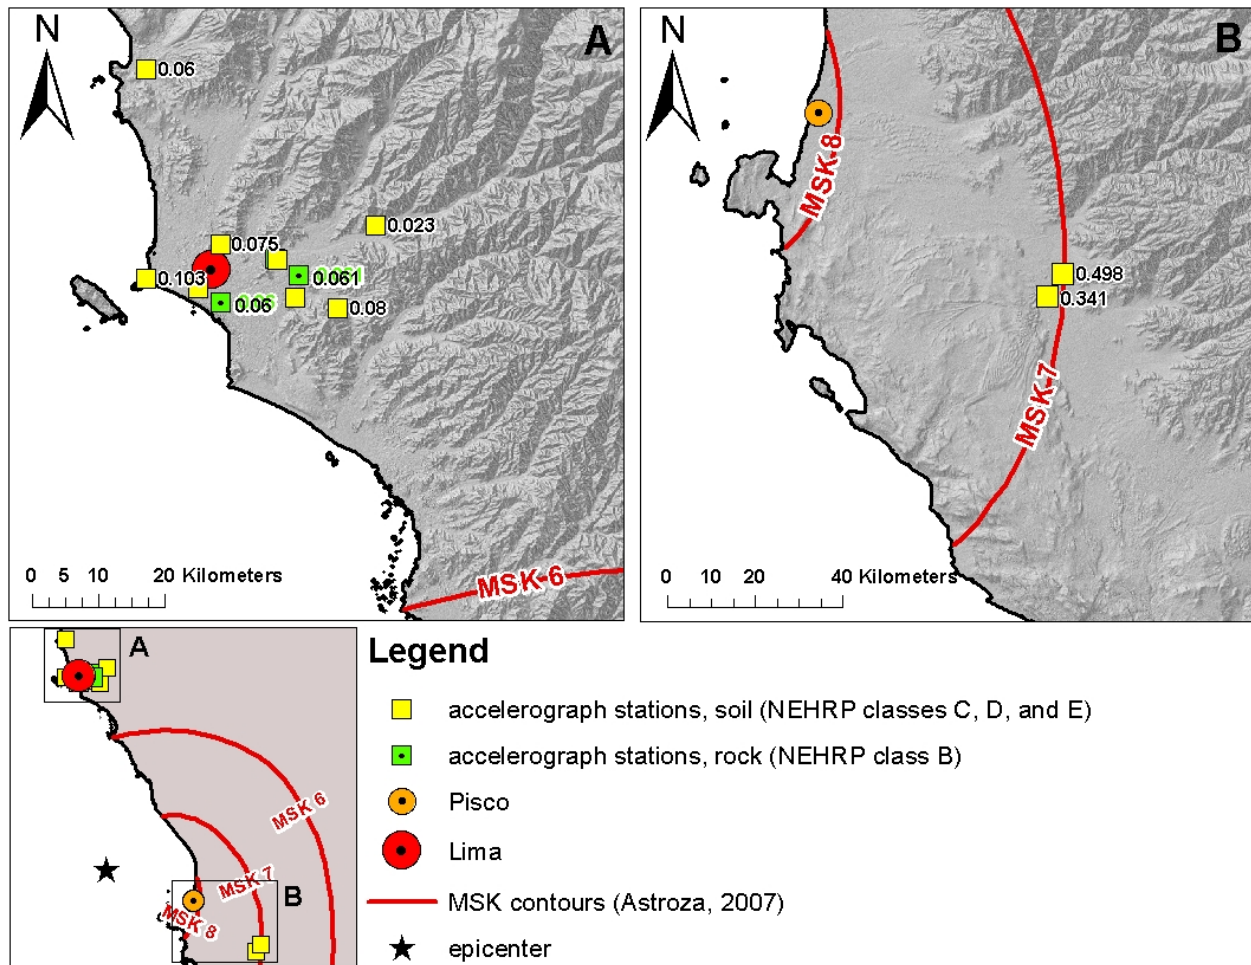 N
A
0.06
0.023
0.075
0.103
0.061
0.06
0.08
MSK-6
0 5 10 20 Kilometers
N
B
MSK-8
0.498
0.341
MSK-7
0 10 20 40 Kilometers
A
MSK 6
MSK 7
MSK 8
B
Legend
accelerograph stations, soil (NEHRP classes C, D, and E)
accelerograph stations, rock (NEHRP class B)
Pisco
Lima
MSK contours (Astroza, 2007)
epicenter